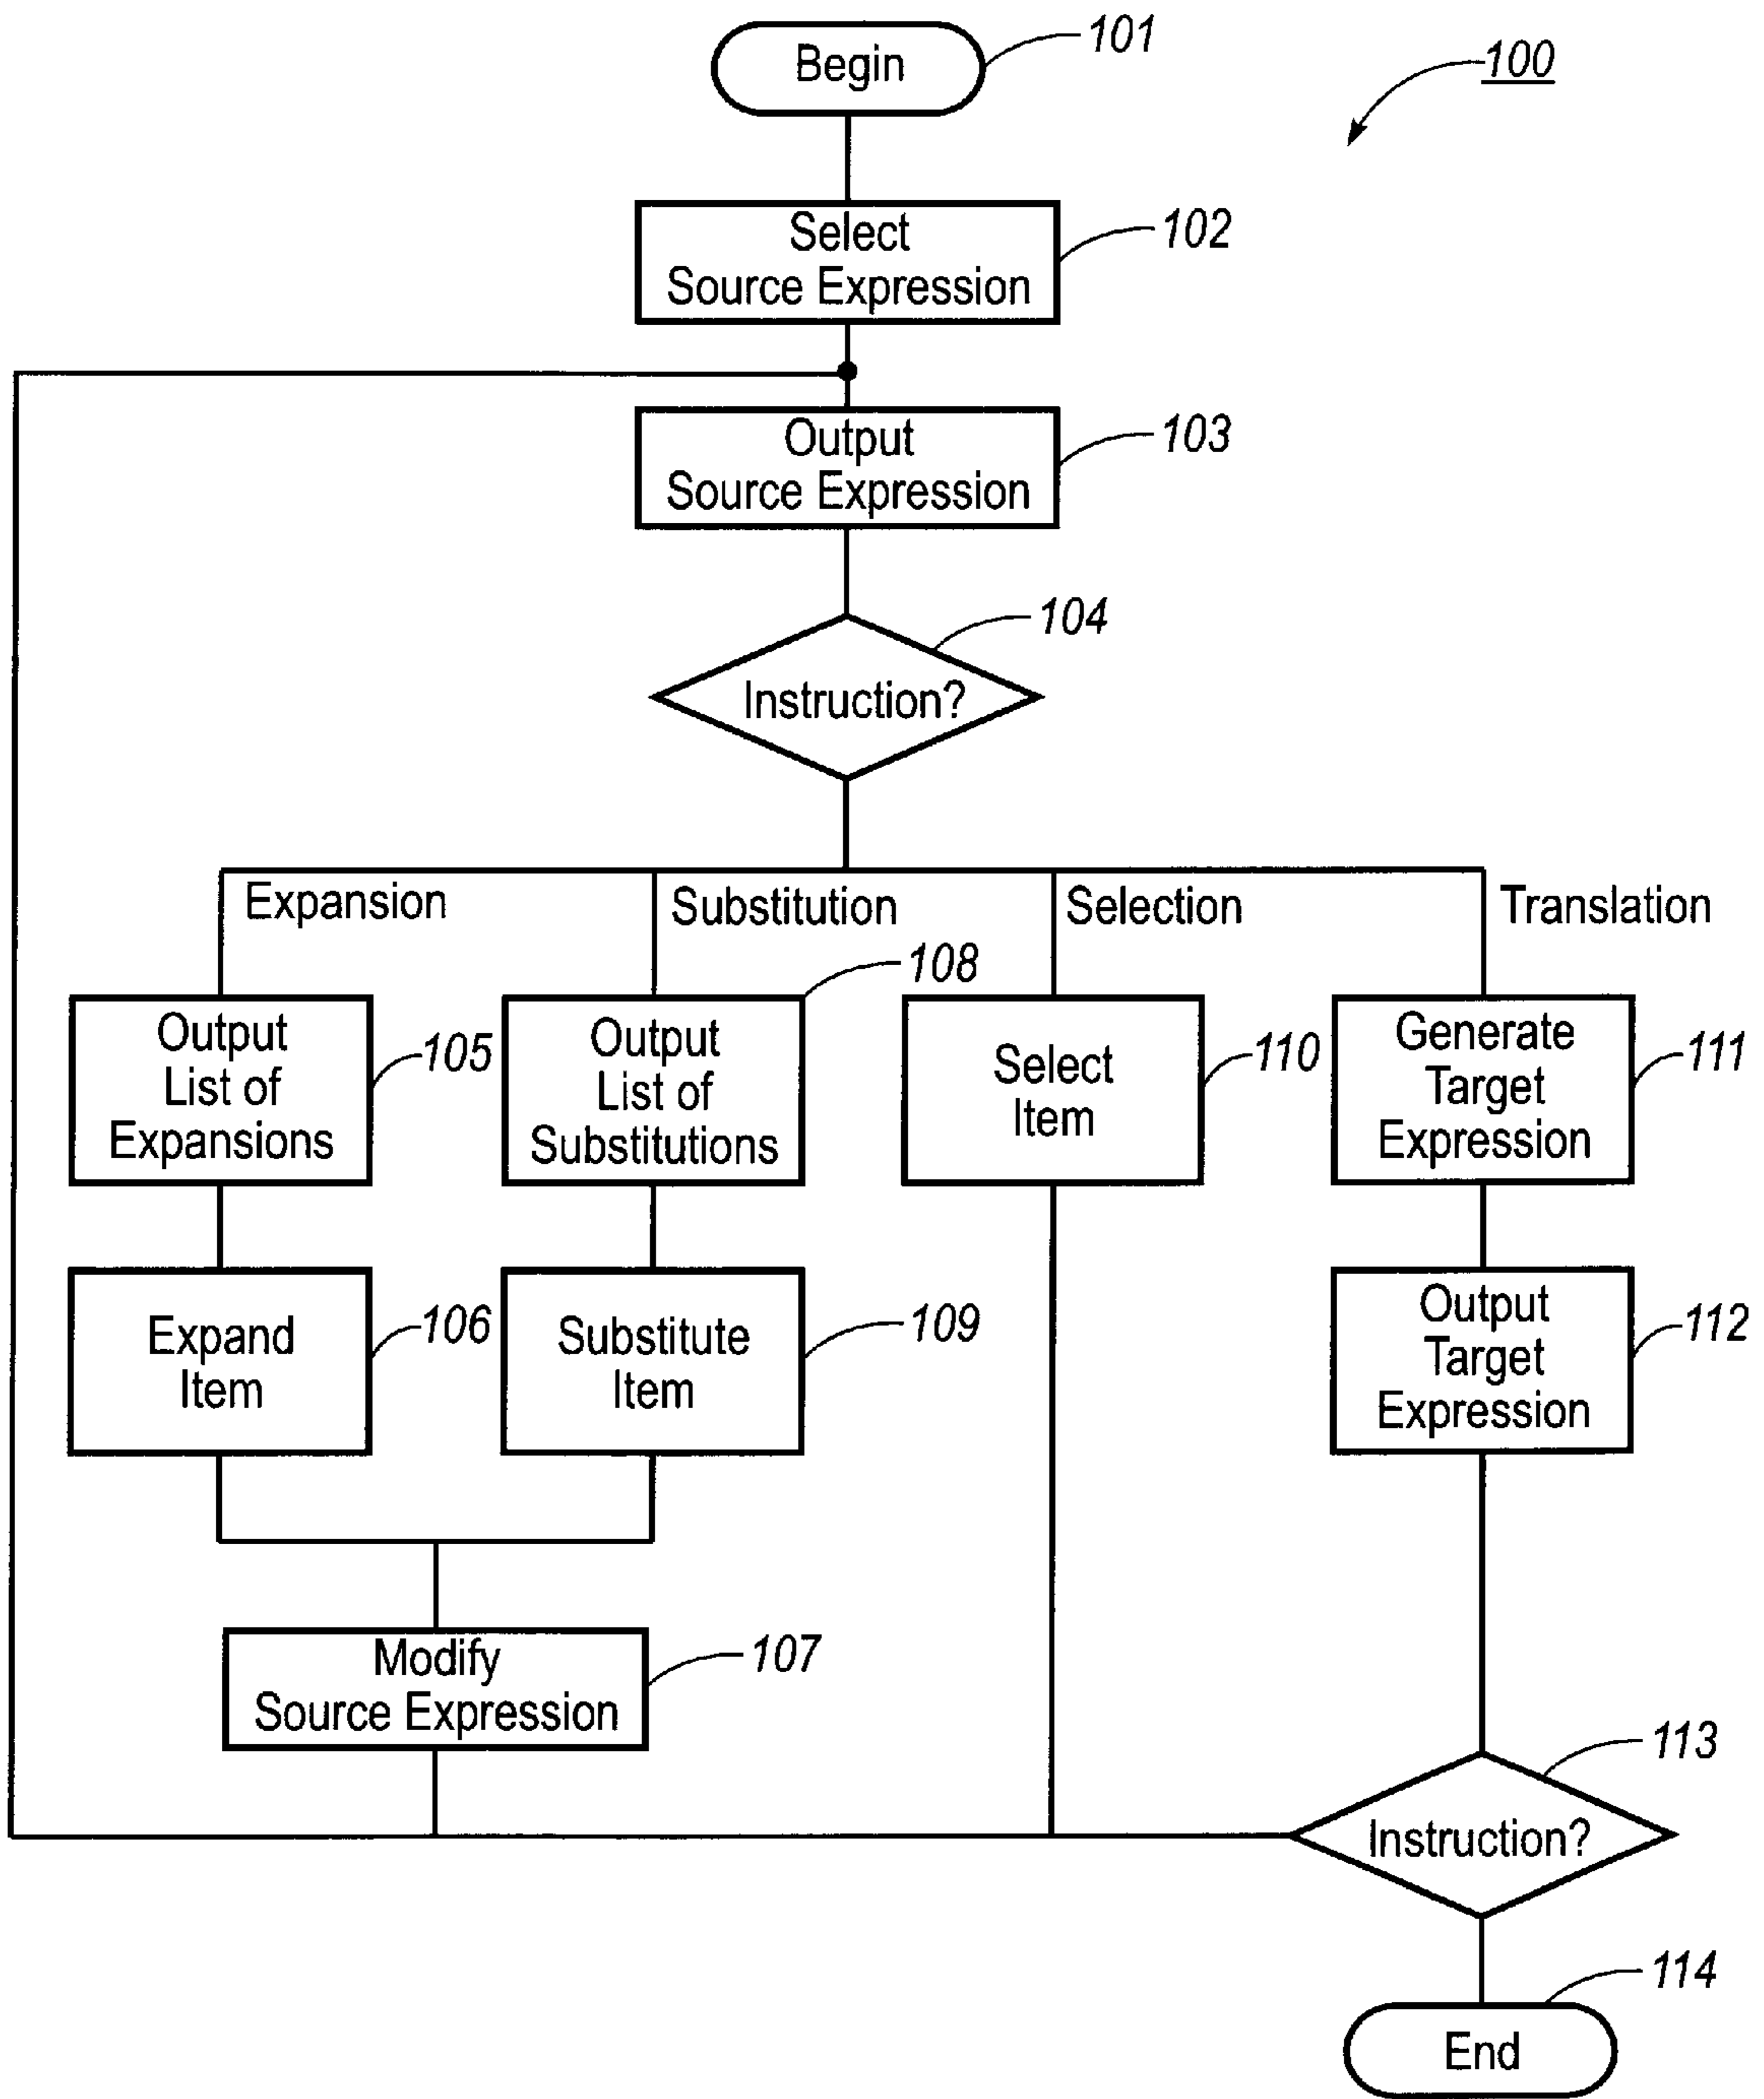 Begin
101
100
Select
Source Expression
102
Output
Source Expression
103
104
Instruction?
Expansion
Substitution
Selection
Translation
108
Output
List of
Expansions
105
Output
List of
Substitutions
Select
Item
110
Generate
Target
Expression
111
Expand
Item
106
Substitute
Item
109
Output
Target
Expression
112
Modify
Source Expression
107
113
Instruction?
114
End